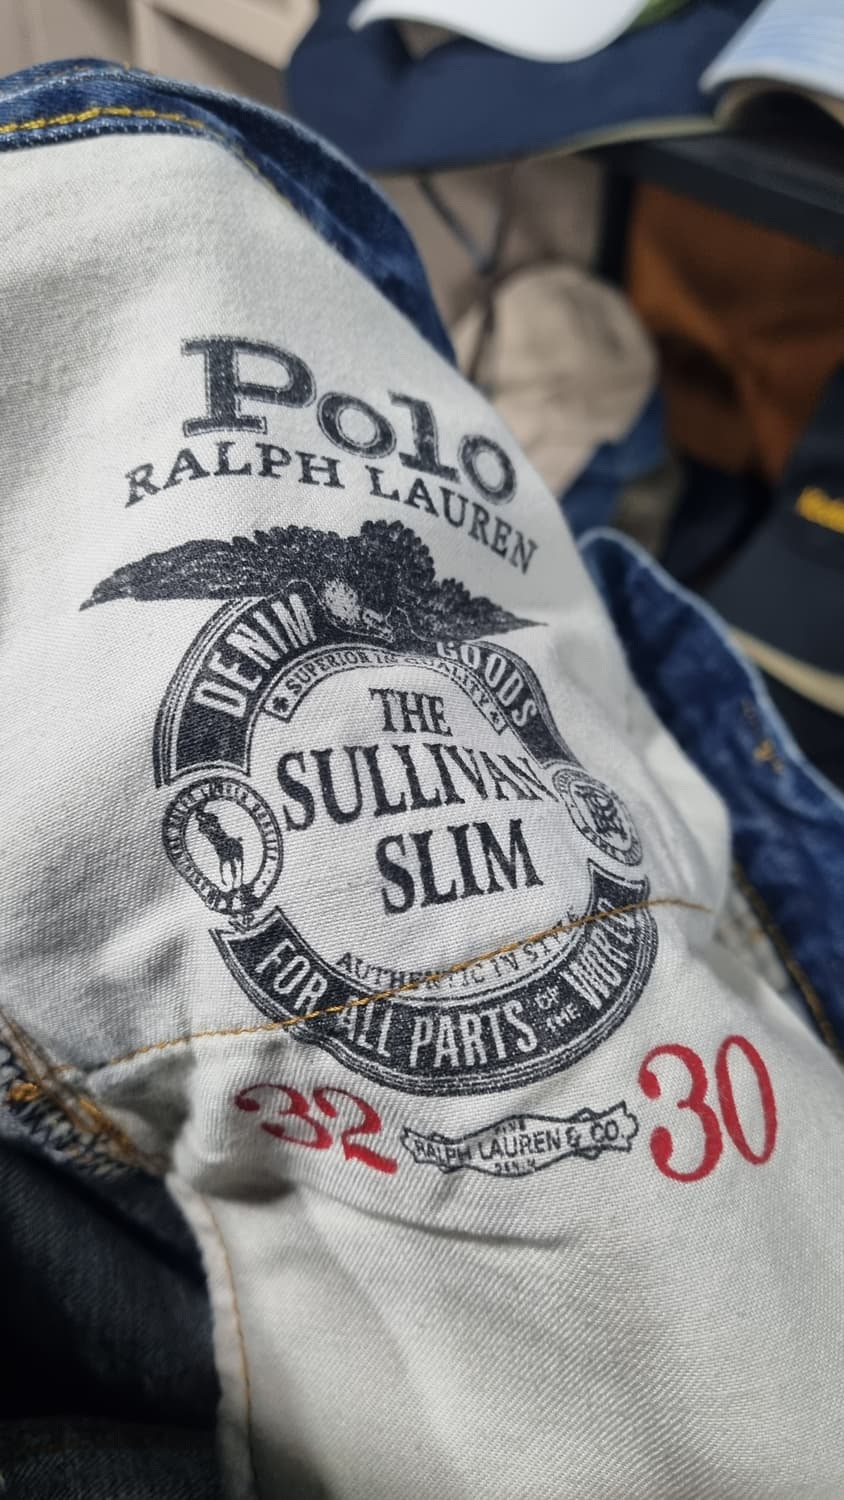 Polo
RALPH LAUREN
DENIM GOODS
SUPERIOR IN QUALITY
THE
SULLIVAN
SLIM
AUTHENTIC IN STYLE
FOR ALL PARTS OF THE WORLD
32
RALPH LAUREN & CO.
30